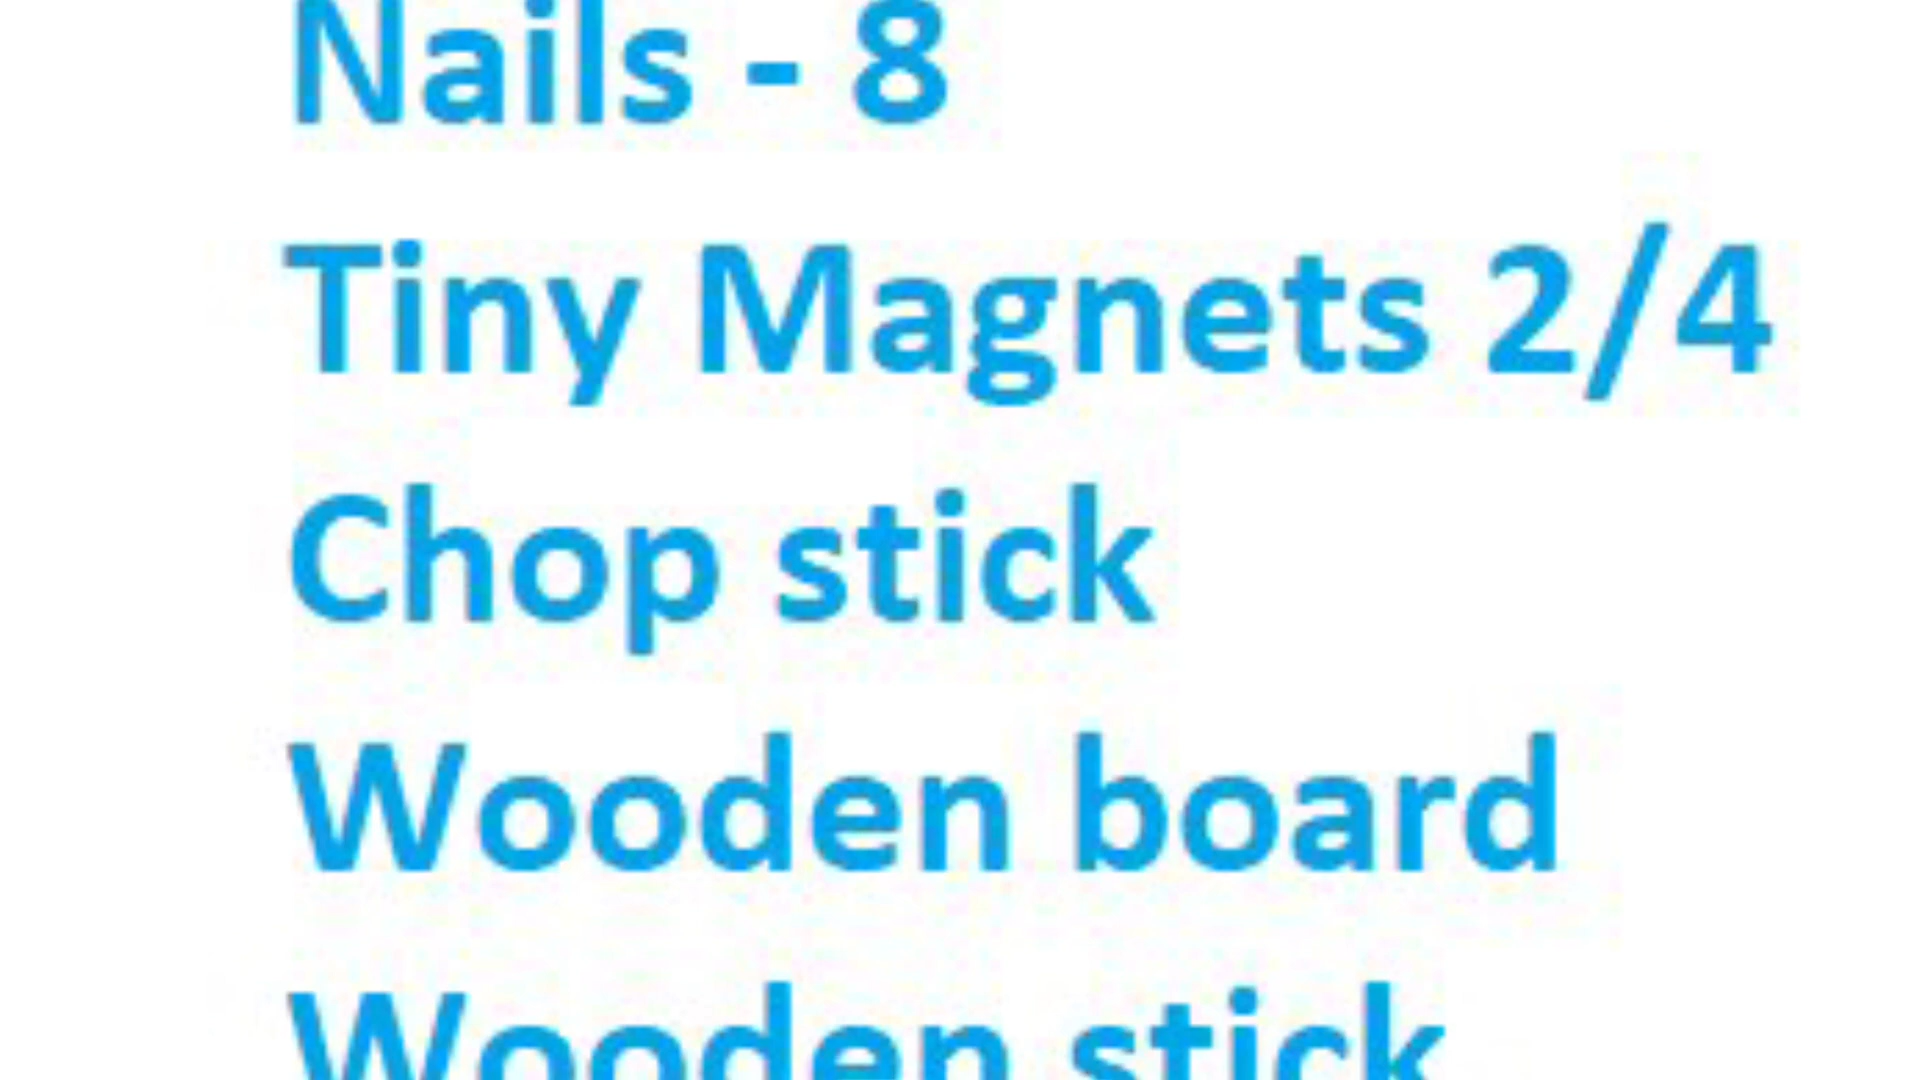 Nails - 8
Tiny Magnets 2/4
Chop stick
Wooden board
Wooden stick